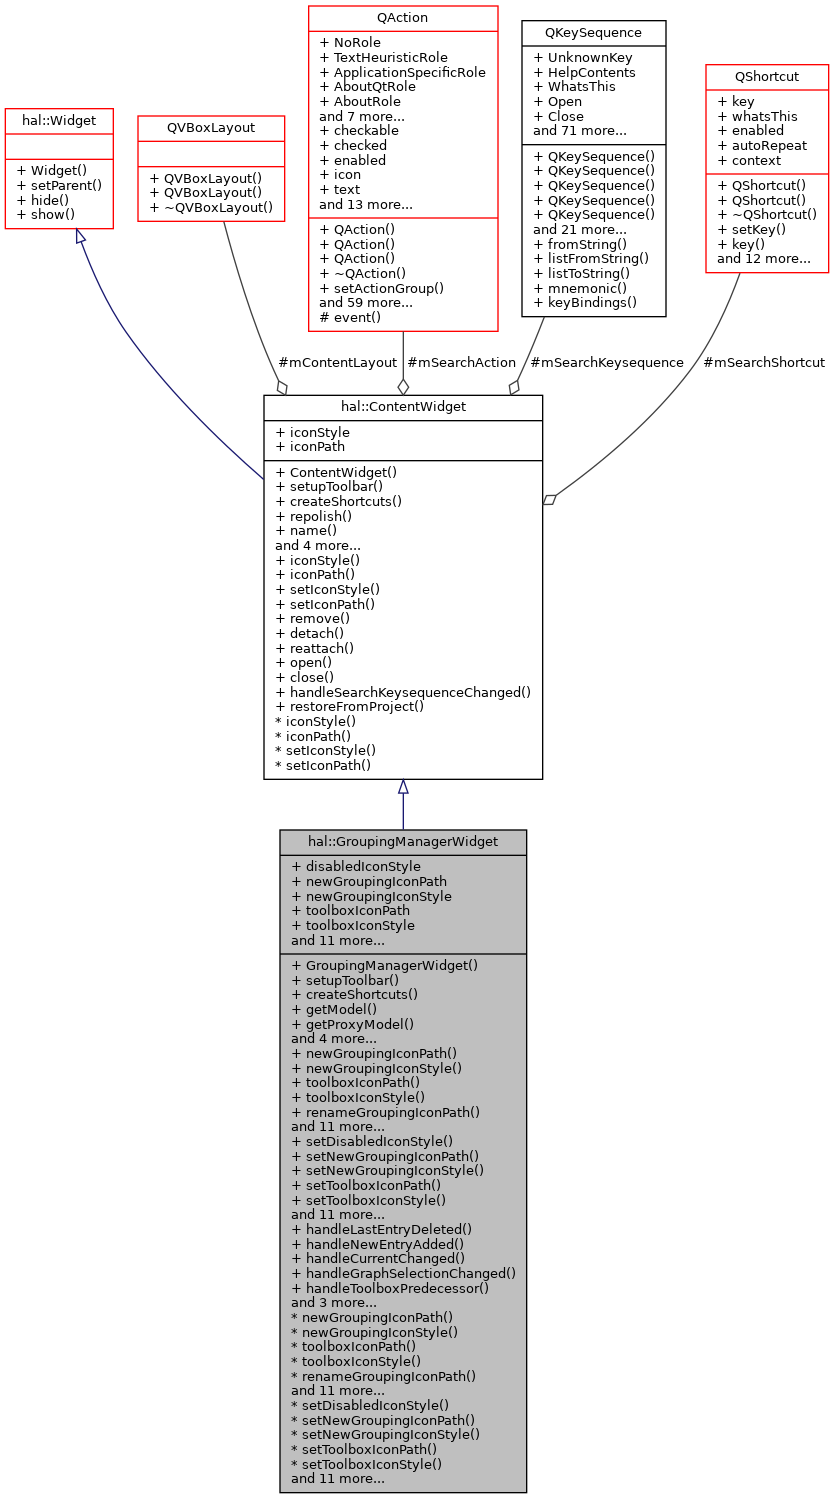 QAction
+ NoRole
+ TextHeuristicRole
+ ApplicationSpecificRole
+ AboutQtRole
+ AboutRole
and 7 more...
+ checkable
+ checked
+ enabled
+ icon
+ text
and 13 more...
+ QAction()
+ QAction()
+ QAction()
+ ~QAction()
+ setActionGroup()
and 59 more...
# event()
QKeySequence
+ UnknownKey
+ HelpContents
+ WhatsThis
+ Open
+ Close
and 71 more...
+ QKeySequence()
+ QKeySequence()
+ QKeySequence()
+ QKeySequence()
+ QKeySequence()
and 21 more...
+ fromString()
+ listFromString()
+ listToString()
+ mnemonic()
+ keyBindings()
QShortcut
+ key
+ whatsThis
+ enabled
+ autoRepeat
+ context
+ QShortcut()
+ QShortcut()
+ ~QShortcut()
+ setKey()
+ key()
and 12 more...
hal::Widget
+ Widget()
+ setParent()
+ hide()
+ show()
QVBoxLayout
+ QVBoxLayout()
+ QVBoxLayout()
+ ~QVBoxLayout()
#mContentLayout
#mSearchAction
#mSearchKeysequence
#mSearchShortcut
hal::ContentWidget
+ iconStyle
+ iconPath
+ ContentWidget()
+ setupToolbar()
+ createShortcuts()
+ repolish()
+ name()
and 4 more...
+ iconStyle()
+ iconPath()
+ setIconStyle()
+ setIconPath()
+ remove()
+ detach()
+ reattach()
+ open()
+ close()
+ handleSearchKeysequenceChanged()
+ restoreFromProject()
* iconStyle()
* iconPath()
* setIconStyle()
* setIconPath()
hal::GroupingManagerWidget
+ disabledIconStyle
+ newGroupingIconPath
+ newGroupingIconStyle
+ toolboxIconPath
+ toolboxIconStyle
and 11 more...
+ GroupingManagerWidget()
+ setupToolbar()
+ createShortcuts()
+ getModel()
+ getProxyModel()
and 4 more...
+ newGroupingIconPath()
+ newGroupingIconStyle()
+ toolboxIconPath()
+ toolboxIconStyle()
+ renameGroupingIconPath()
and 11 more...
+ setDisabledIconStyle()
+ setNewGroupingIconPath()
+ setNewGroupingIconStyle()
+ setToolboxIconPath()
+ setToolboxIconStyle()
and 11 more...
+ handleLastEntryDeleted()
+ handleNewEntryAdded()
+ handleCurrentChanged()
+ handleGraphSelectionChanged()
+ handleToolboxPredecessor()
and 3 more...
* newGroupingIconPath()
* newGroupingIconStyle()
* toolboxIconPath()
* toolboxIconStyle()
* renameGroupingIconPath()
and 11 more...
* setDisabledIconStyle()
* setNewGroupingIconPath()
* setNewGroupingIconStyle()
* setToolboxIconPath()
* setToolboxIconStyle()
and 11 more...